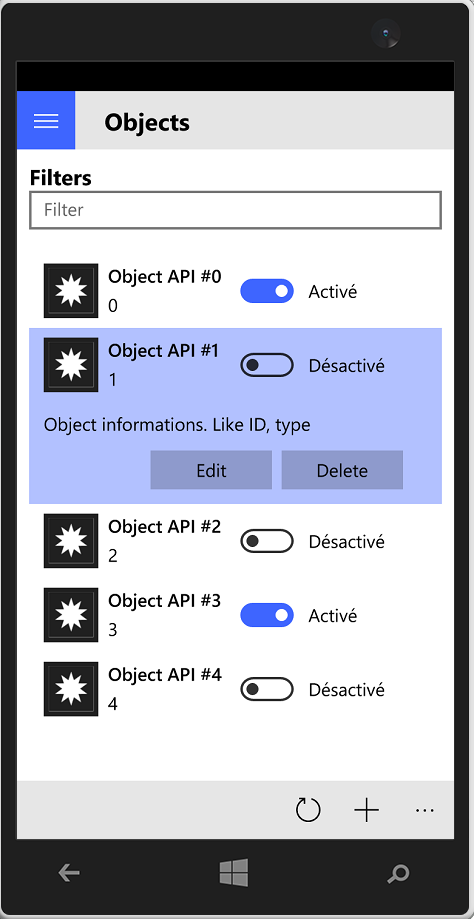 Objects
Filters
Filter
Object API #0
0
Activé
Object API #1
1
Désactivé
Object informations. Like ID, type
Edit
Delete
Object API #2
2
Désactivé
Object API #3
3
Activé
Object API #4
4
Désactivé